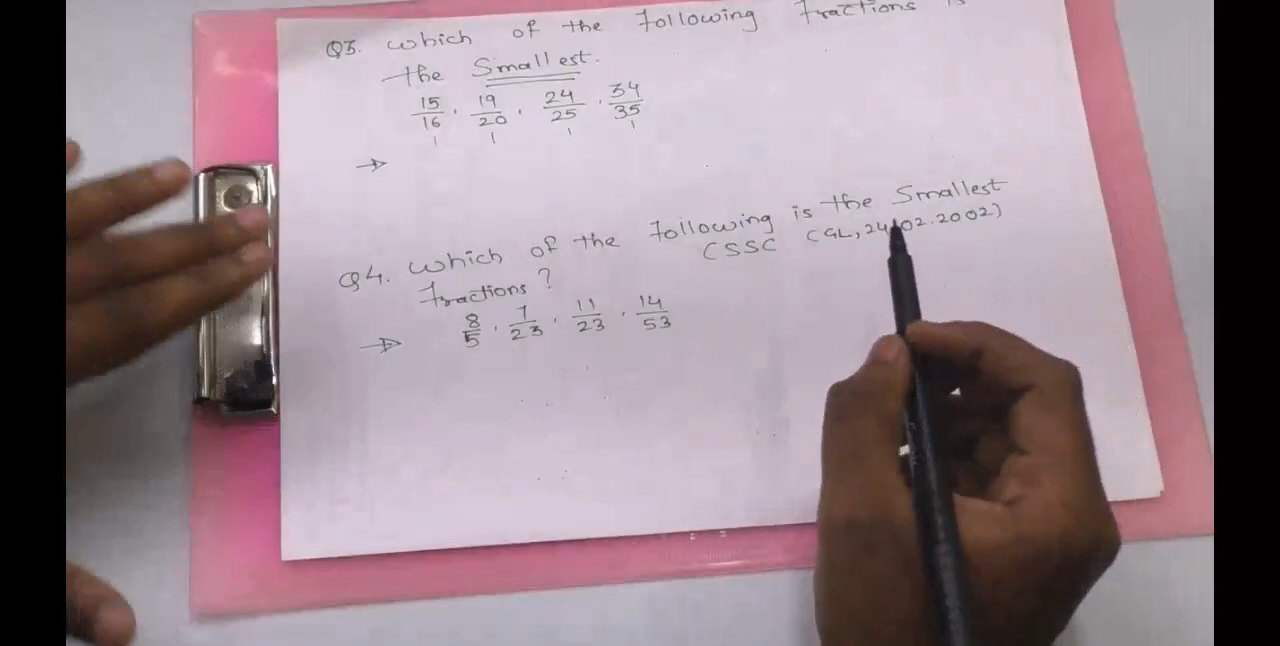 Q3. Which of the Following Fractions is
the Smallest.
15/16, 19/20, 24/25, 34/35
Q4. Which of the Following is the Smallest
Fractions? (SSC CGL, 24.02.2002)
8/5, 7/23, 11/23, 14/53